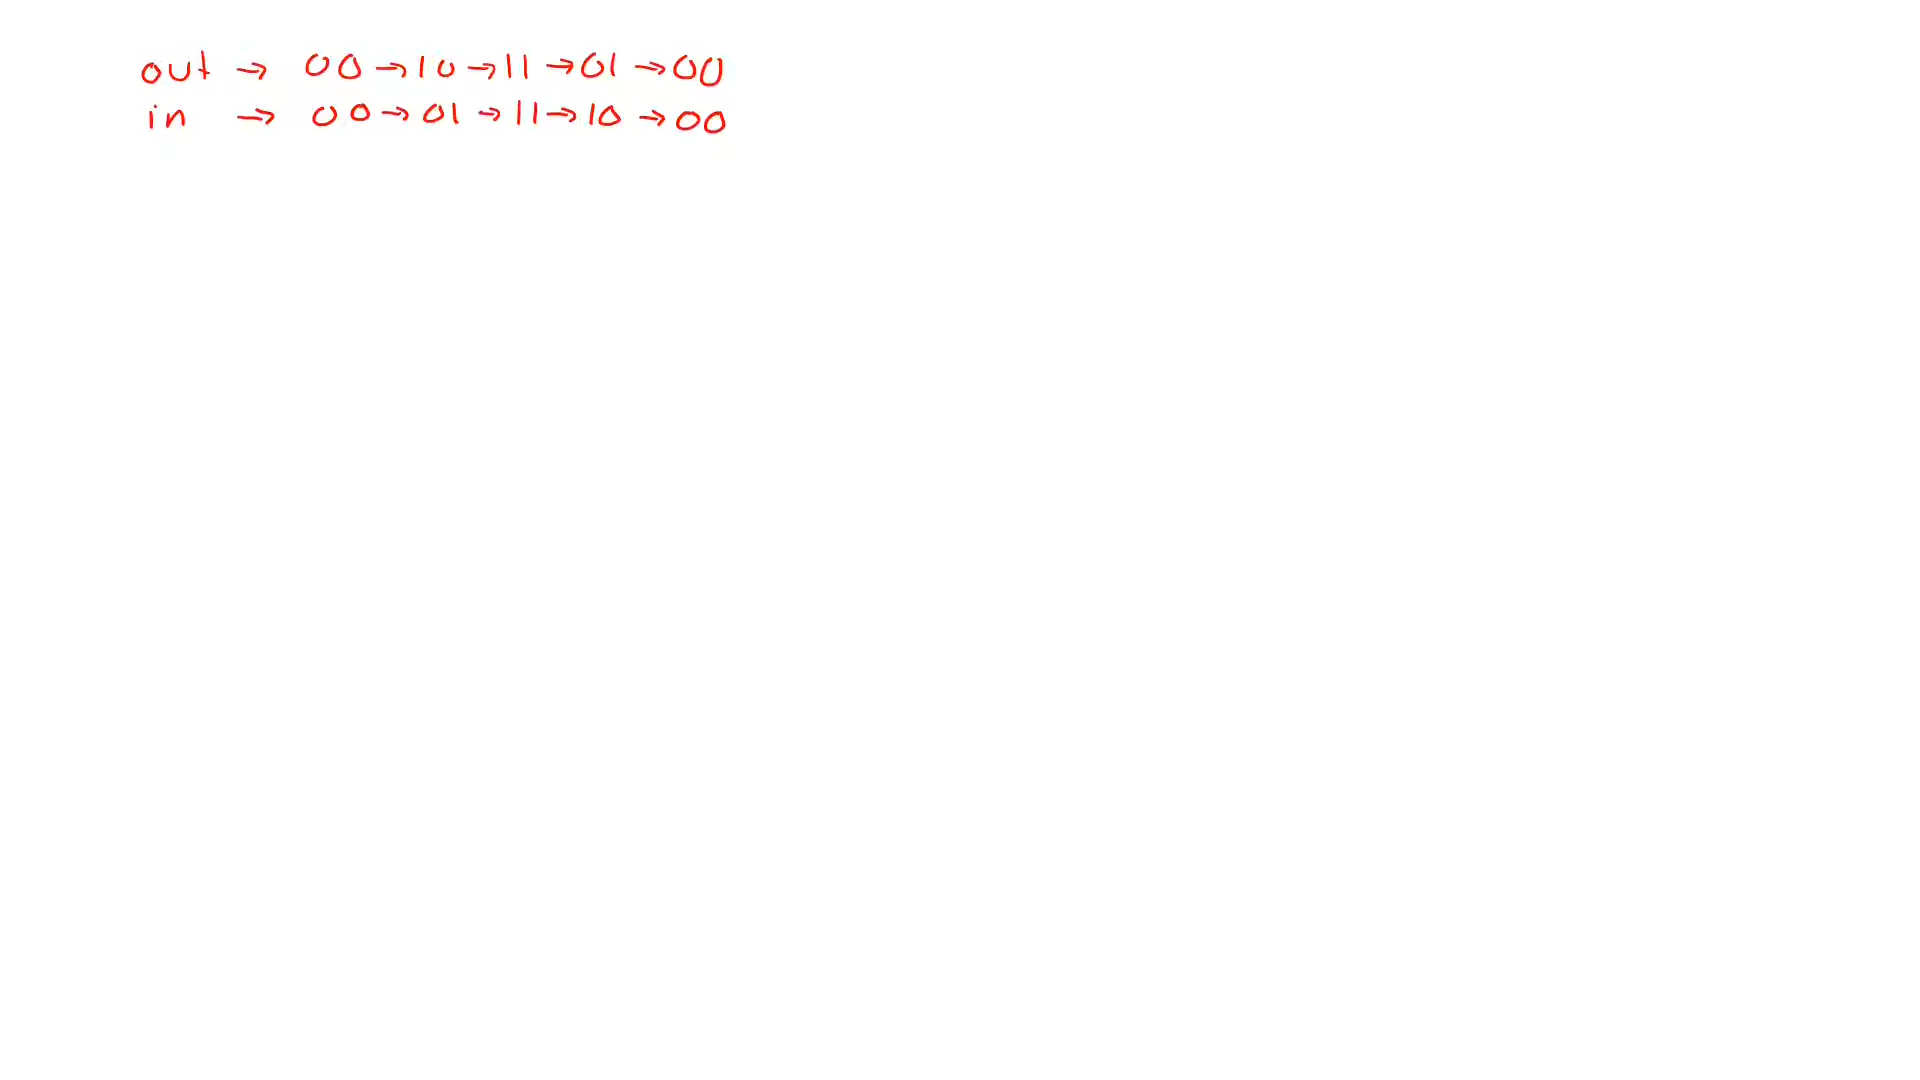 out → 00 → 10 → 11 → 01 → 00
in → 00 → 01 → 11 → 10 → 00